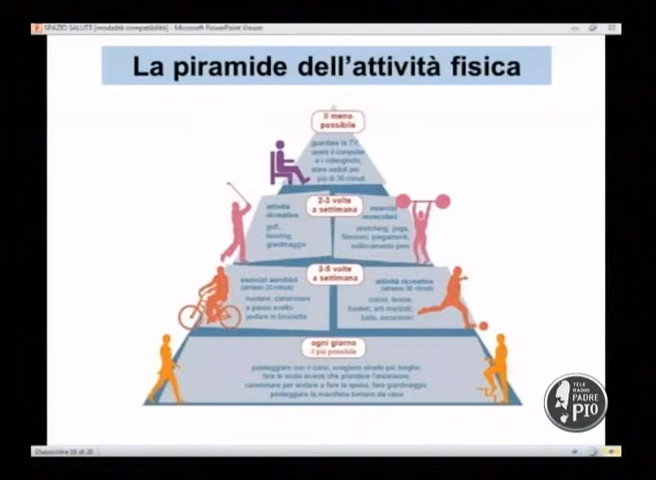 SPAZIO SALUTE [modalità compatibilità] - Microsoft PowerPoint Viewer
La piramide dell'attività fisica
il meno
possibile
guardare la TV,
usare il computer
e i videogiochi,
stare seduti per
più di 30 minuti
2-3 volte
a settimana
attività
ricreative
golf,
bowling,
giardinaggio
esercizi
muscolari
stretching, yoga,
flessioni, piegamenti,
sollevamento pesi
3-5 volte
a settimana
esercizi aerobici
(almeno 20 minuti)
nuotare, camminare
a passo svelto,
andare in bicicletta
attività ricreative
(almeno 30 minuti)
calcio, tennis,
basket, arti marziali,
ballo, escursioni
ogni giorno
il più possibile
passeggiare con il cane, scegliere strade più lunghe,
fare le scale invece che prendere l'ascensore,
camminare per andare a fare la spesa, fare giardinaggio
posteggiare la macchina lontano da casa
TELE
RADIO
PADRE
PIO
Diapositiva 18 di 28